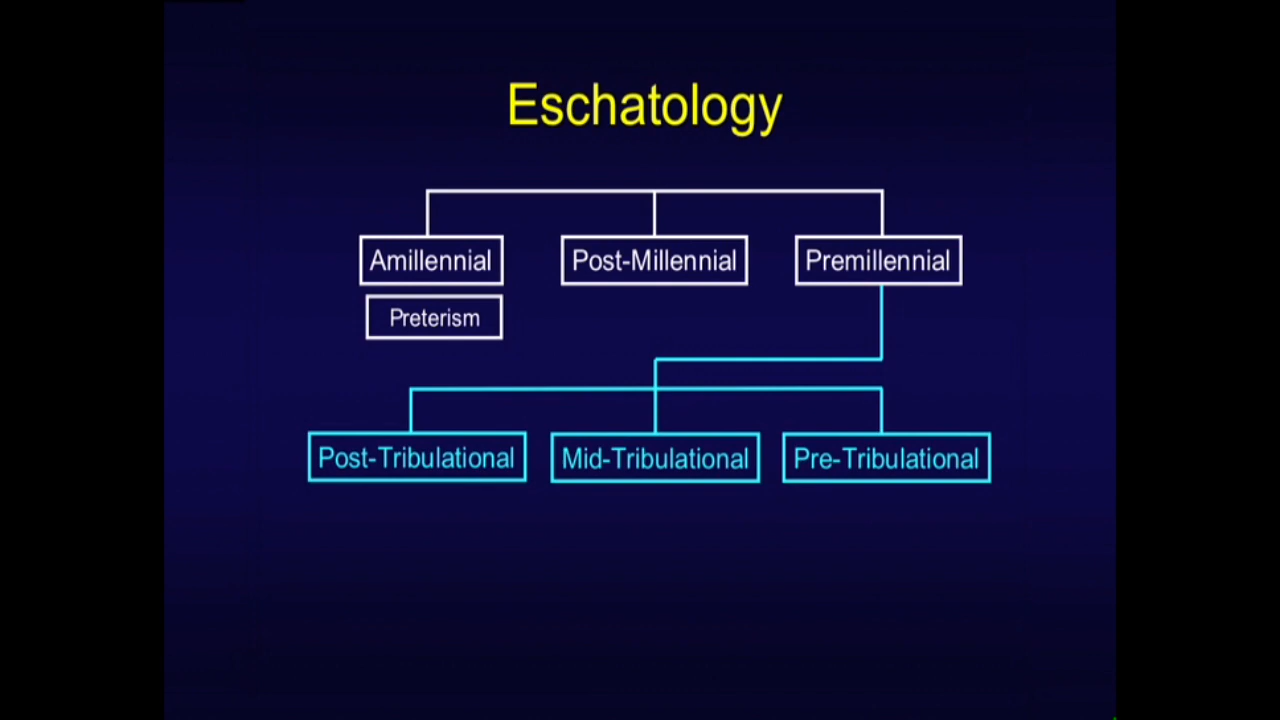 Eschatology
Amillennial
Post-Millennial
Premillennial
Preterism
Post-Tribulational
Mid-Tribulational
Pre-Tribulational